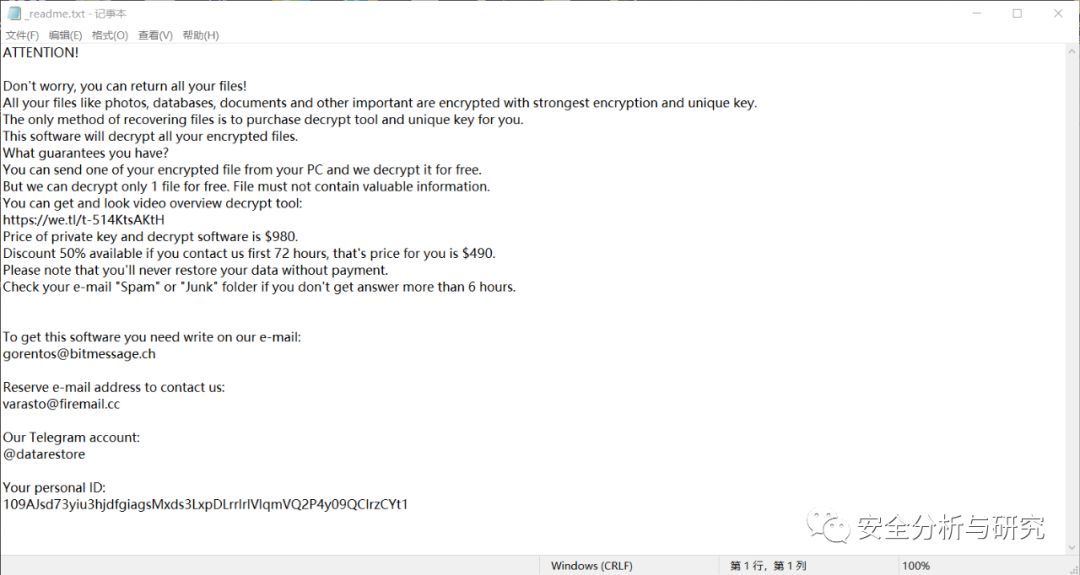 _readme.txt - 记事本
文件(F) 编辑(E) 格式(O) 查看(V) 帮助(H)
ATTENTION!
Don't worry, you can return all your files!
All your files like photos, databases, documents and other important are encrypted with strongest encryption and unique key.
The only method of recovering files is to purchase decrypt tool and unique key for you.
This software will decrypt all your encrypted files.
What guarantees you have?
You can send one of your encrypted file from your PC and we decrypt it for free.
But we can decrypt only 1 file for free. File must not contain valuable information.
You can get and look video overview decrypt tool:
https://we.tl/t-514KtsAKtH
Price of private key and decrypt software is $980.
Discount 50% available if you contact us first 72 hours, that's price for you is $490.
Please note that you'll never restore your data without payment.
Check your e-mail "Spam" or "Junk" folder if you don't get answer more than 6 hours.
To get this software you need write on our e-mail:
gorentos@bitmessage.ch
Reserve e-mail address to contact us:
varasto@firemail.cc
Our Telegram account:
@datarestore
Your personal ID:
109AJsd73yiu3hjdfgiagsMxds3LxpDLrrIrIVlqmVQ2P4y09QCIrzCYt1
安全分析与研究
Windows (CRLF) 第 1 行，第 1 列 100%